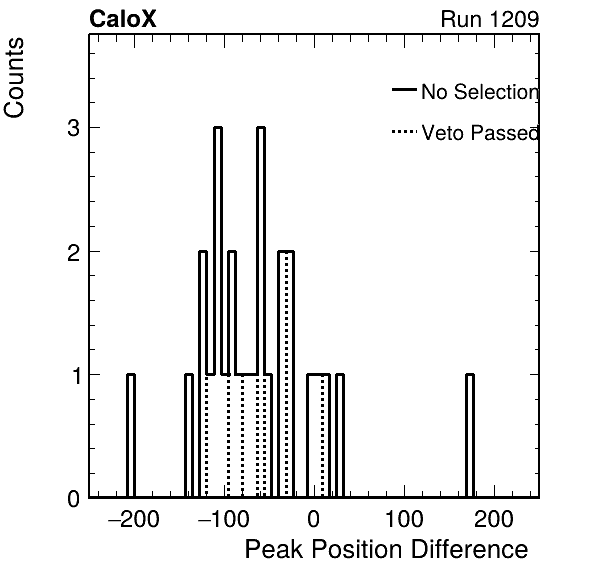 CaloX Run 1209
Counts
No Selection
Veto Passed
3
2
1
0
−200 −100 0 100 200
Peak Position Difference